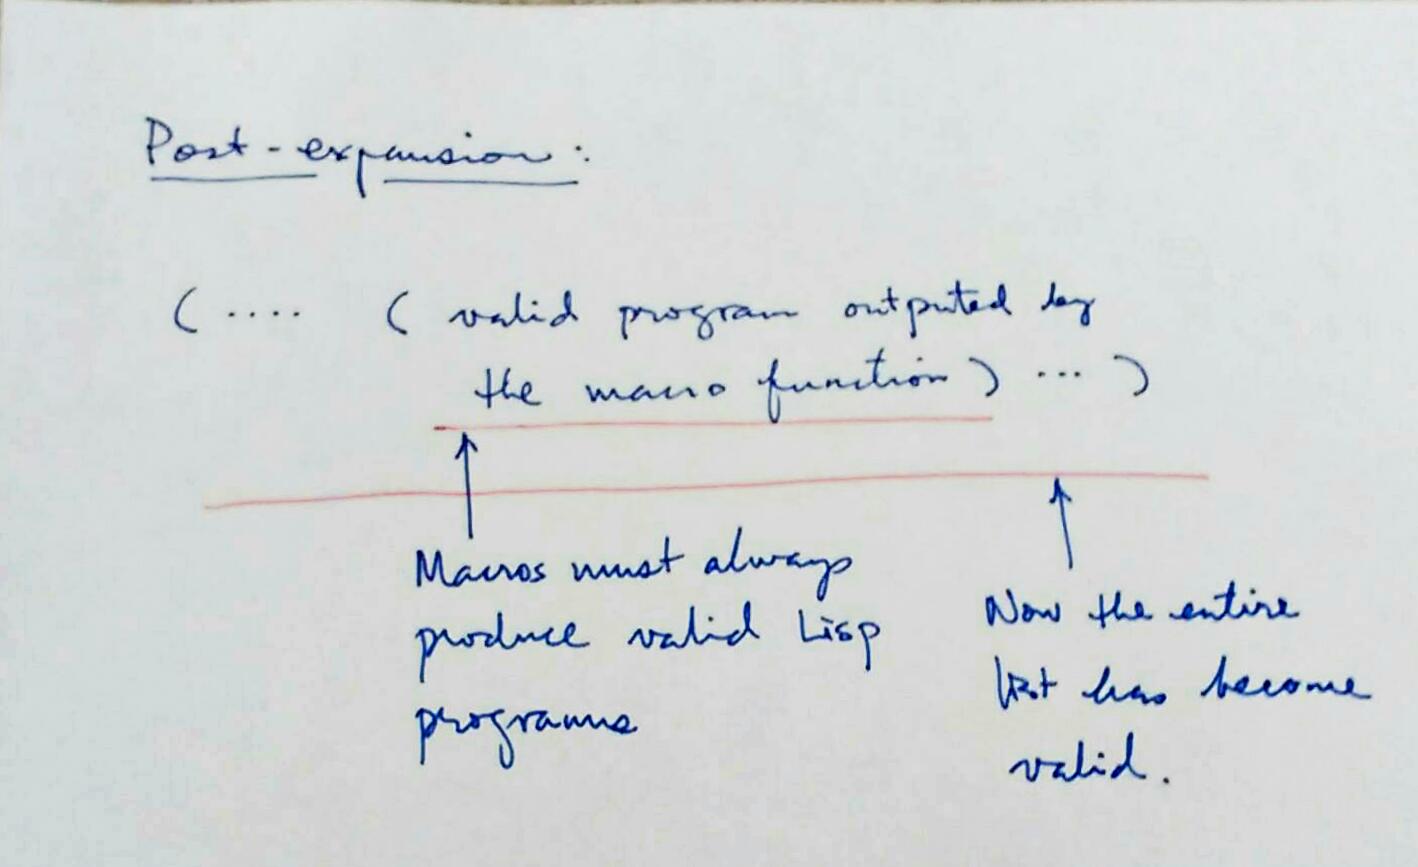 Post-expansion:
( .... ( valid program outputed by
the macro function) ... )
Macros must always
produce valid Lisp
programs
Now the entire
list has become
valid.